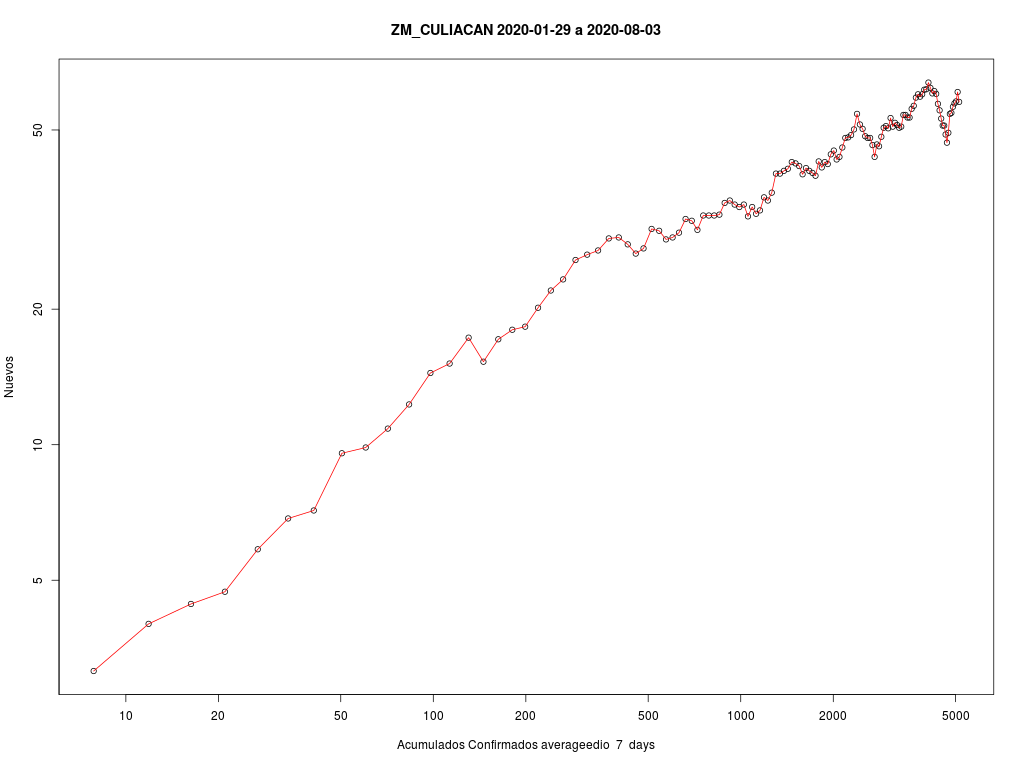 ZM_CULIACAN 2020-01-29 a 2020-08-03
50
20
10
5
Nuevos
10 20 50 100 200 500 1000 2000 5000
Acumulados Confirmados averageedio 7 days